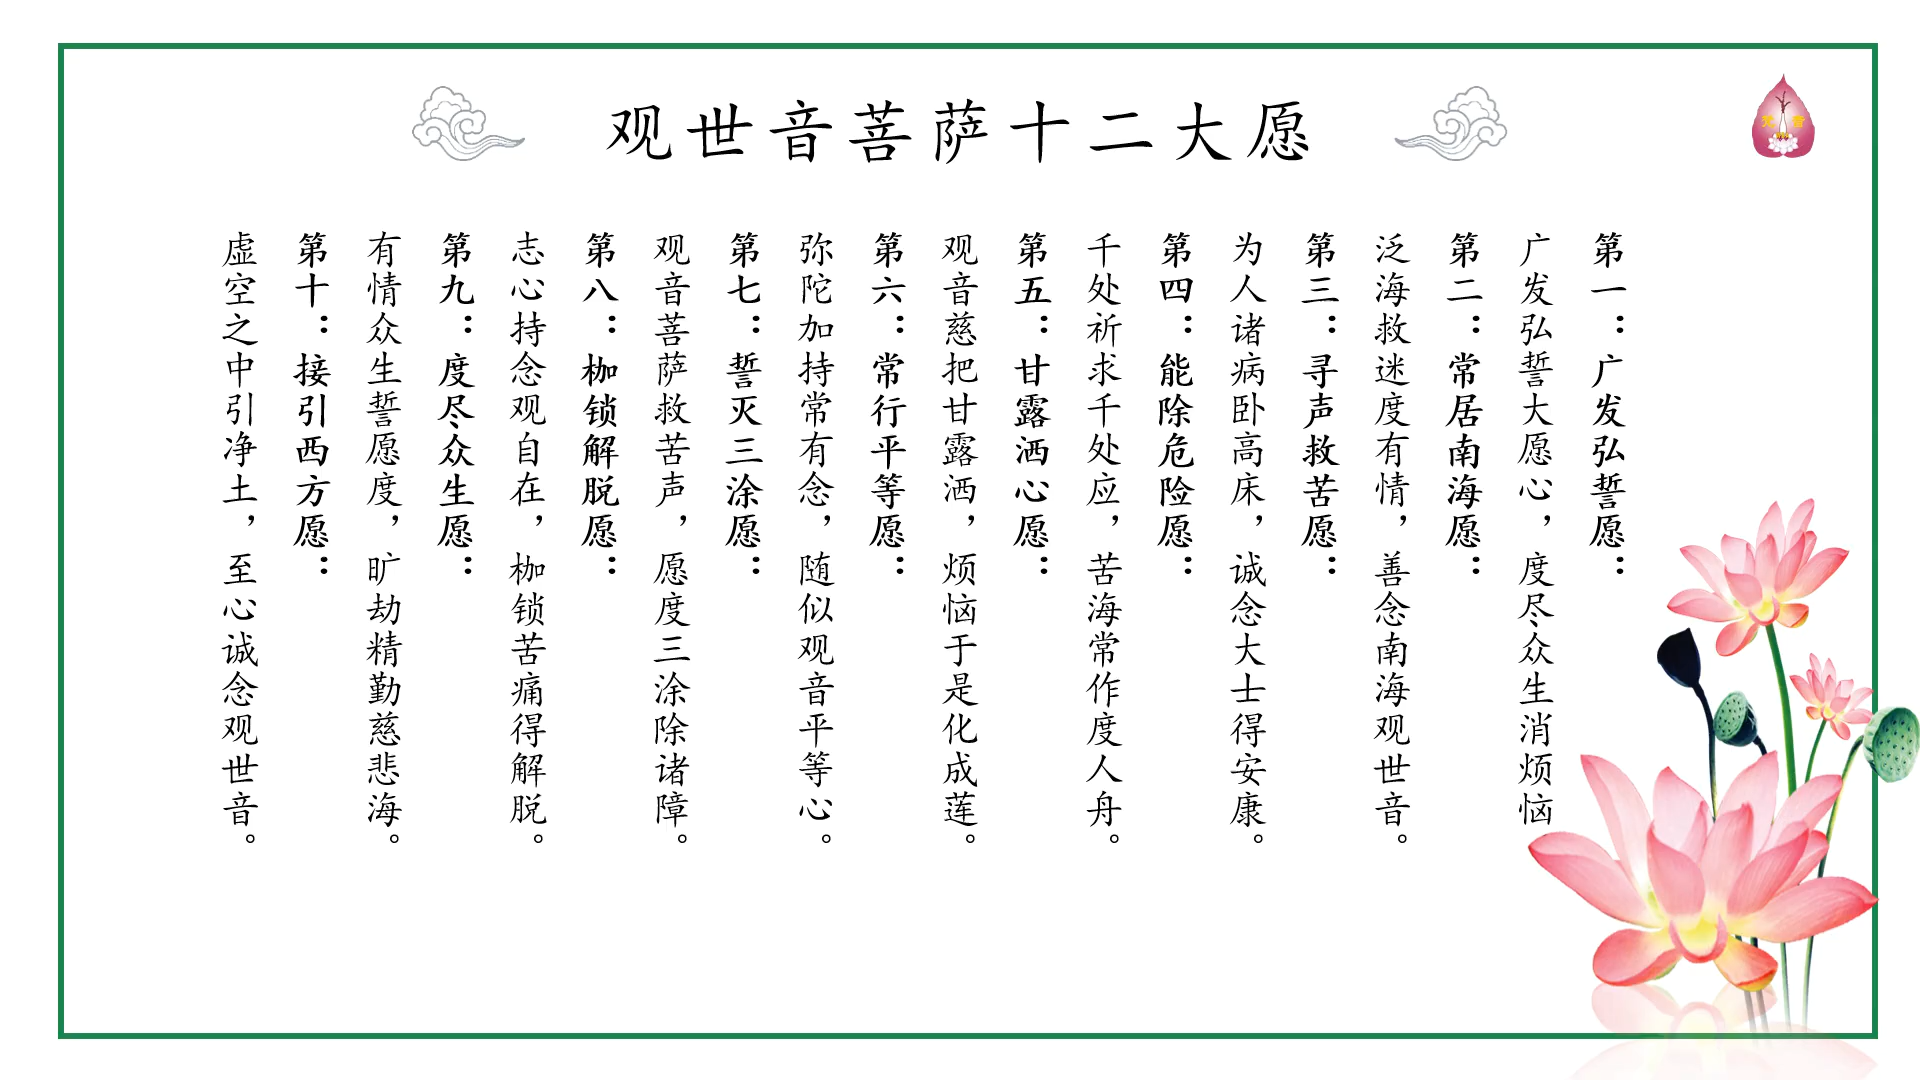 观世音菩萨十二大愿
梵音
第一：广发弘誓愿：
广发弘誓大愿心，度尽众生消烦恼
第二：常居南海愿：
泛海救迷度有情，善念南海观世音。
第三：寻声救苦愿：
为人诸病卧高床，诚念大士得安康。
第四：能除危险愿：
千处祈求千处应，苦海常作度人舟。
第五：甘露洒心愿：
观音慈把甘露洒，烦恼于是化成莲。
第六：常行平等愿：
弥陀加持常有念，随似观音平等心。
第七：誓灭三涂愿：
观音菩萨救苦声，愿度三涂除诸障。
第八：枷锁解脱愿：
志心持念观自在，枷锁苦痛得解脱。
第九：度尽众生愿：
有情众生誓愿度，旷劫精勤慈悲海。
第十：接引西方愿：
虚空之中引净土，至心诚念观世音。